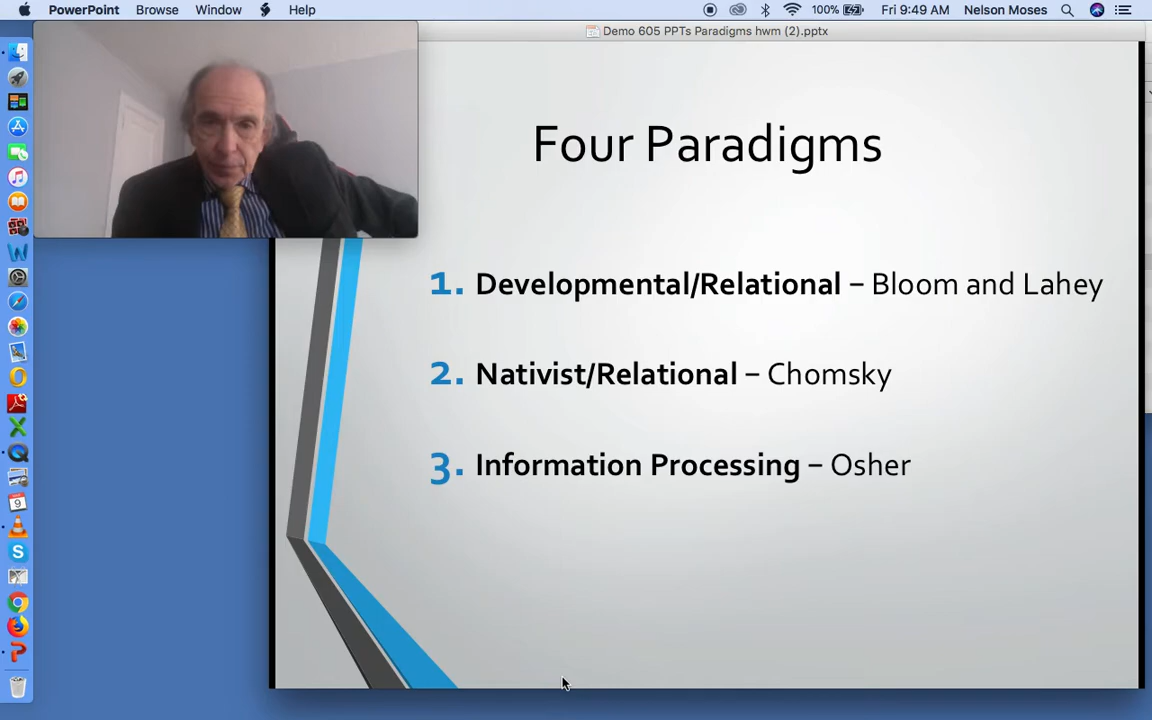 PowerPoint Browse Window Help 100% Fri 9:49 AM Nelson Moses
Demo 605 PPTs Paradigms hwm (2).pptx
Four Paradigms
1. Developmental/Relational – Bloom and Lahey
2. Nativist/Relational – Chomsky
3. Information Processing – Osher
9